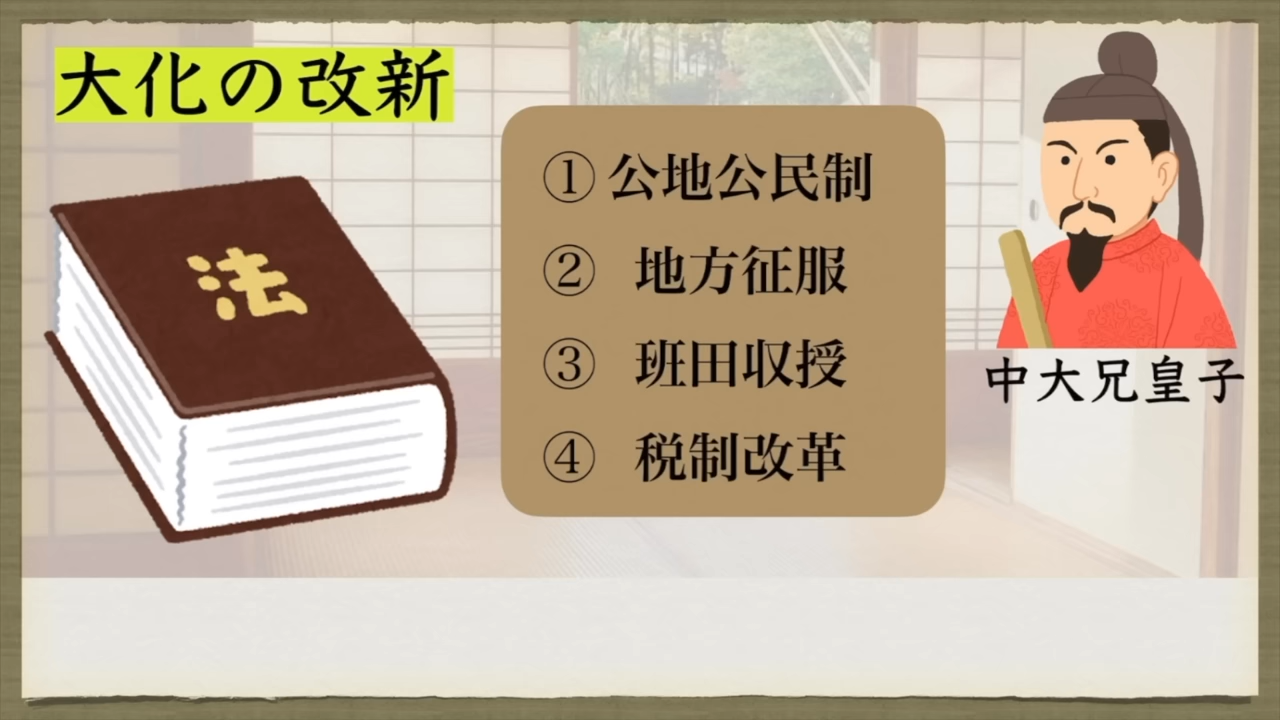 大化の改新
法
① 公地公民制
② 地方征服
③ 班田収授
④ 税制改革
中大兄皇子